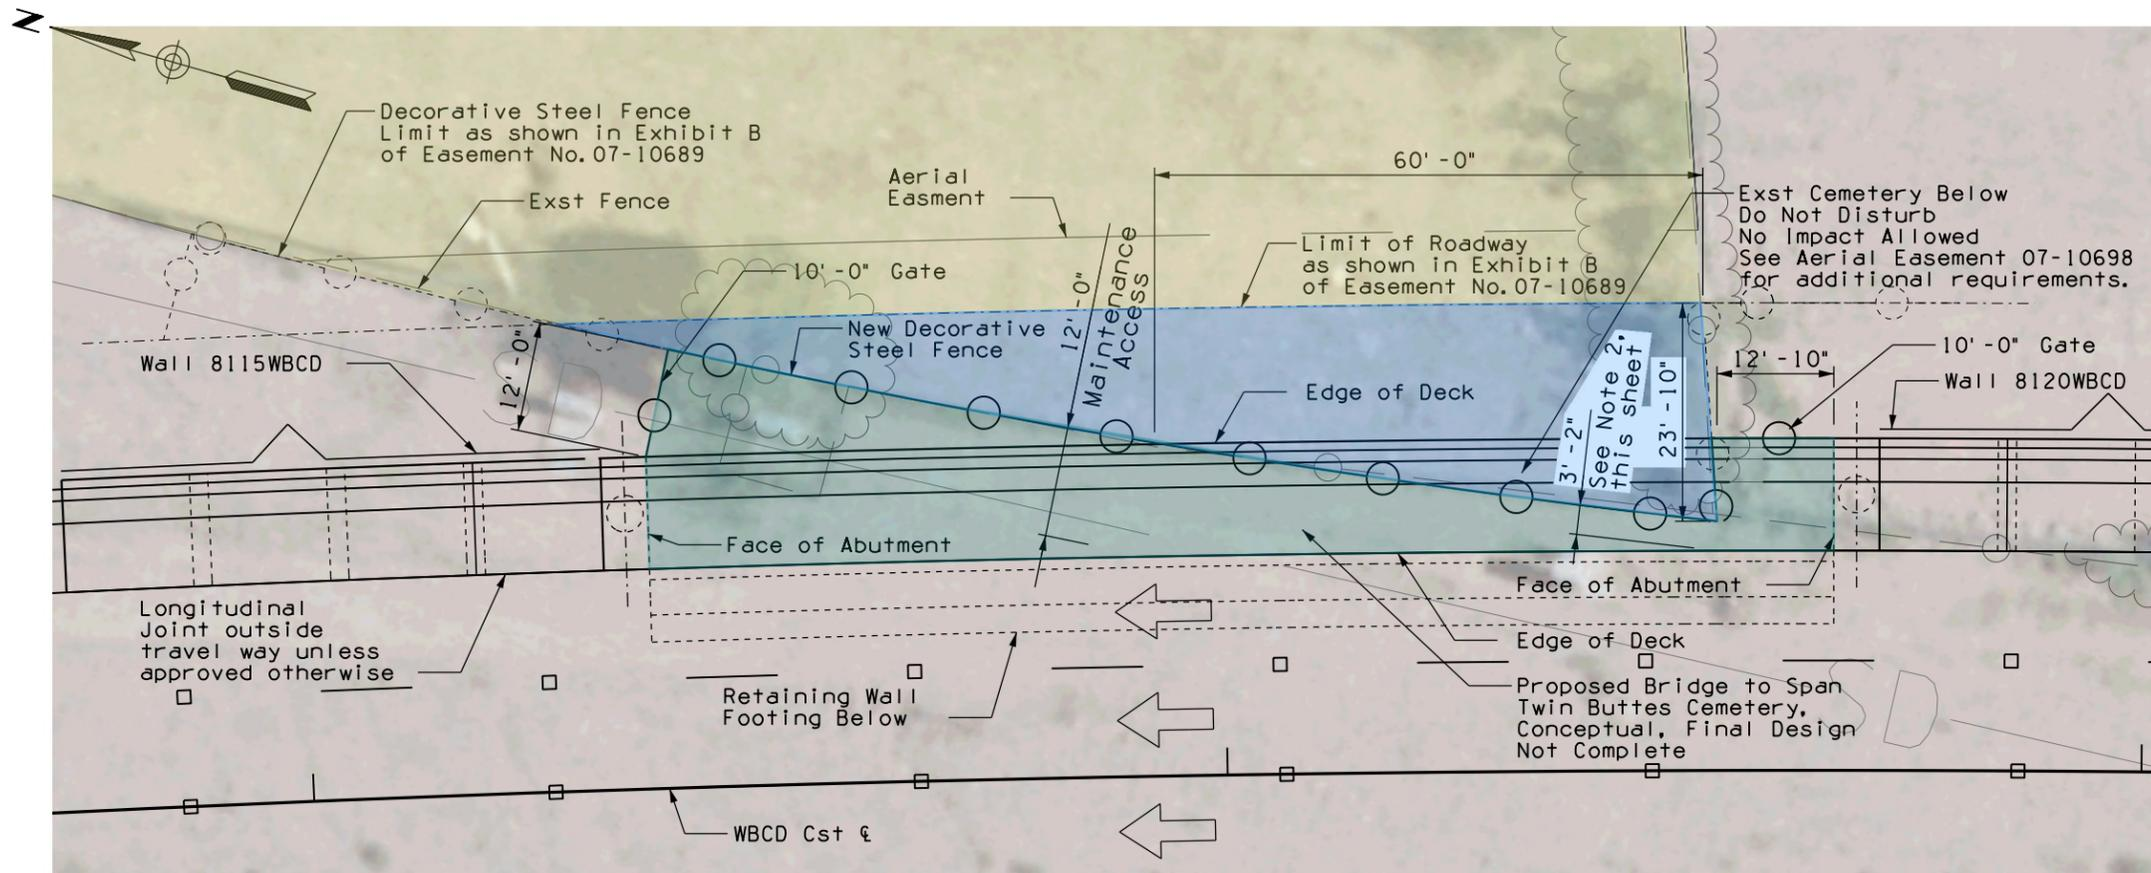 N
Decorative Steel Fence
Limit as shown in Exhibit B
of Easement No. 07-10689
Exst Fence
Aerial
Easment
60'-0"
Exst Cemetery Below
Do Not Disturb
No Impact Allowed
See Aerial Easement 07-10698
for additional requirements.
Limit of Roadway
as shown in Exhibit B
of Easement No. 07-10689
10'-0" Gate
12'-0"
Maintenance
Access
New Decorative
Steel Fence
Wall 8115WBCD
12'-0"
Edge of Deck
3'-2"
See Note 2,
this sheet
23'-10"
12'-10"
10'-0" Gate
Wall 8120WBCD
Face of Abutment
Face of Abutment
Longitudinal
Joint outside
travel way unless
approved otherwise
Edge of Deck
Retaining Wall
Footing Below
Proposed Bridge to Span
Twin Buttes Cemetery,
Conceptual, Final Design
Not Complete
WBCD Cst ℄